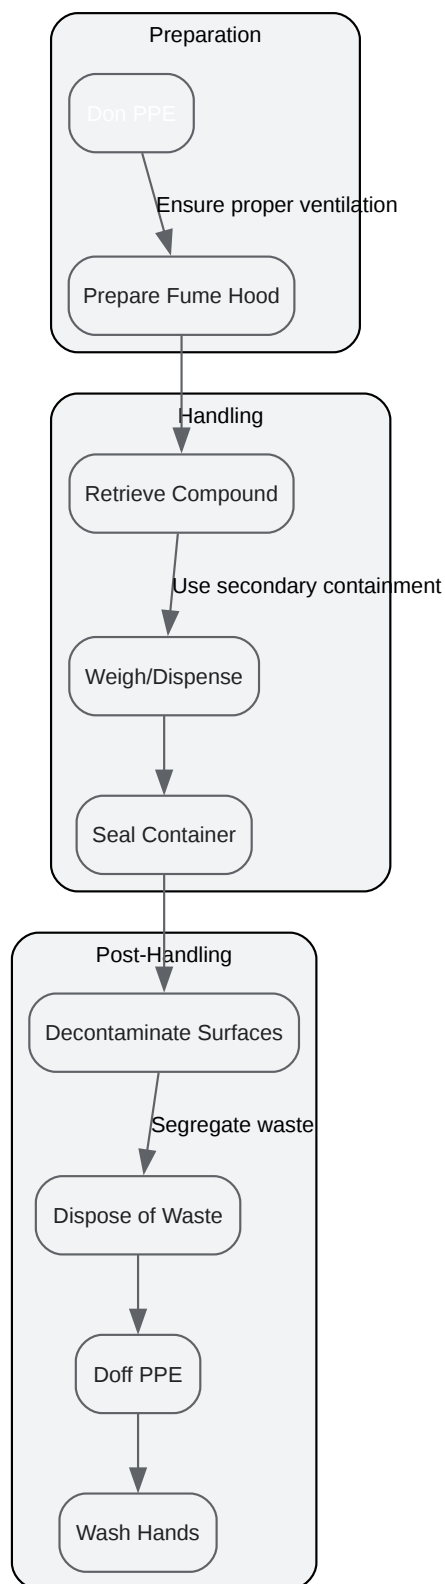 Preparation
Don PPE
Ensure proper ventilation
Prepare Fume Hood
Handling
Retrieve Compound
Use secondary containment
Weigh/Dispense
Seal Container
Post-Handling
Decontaminate Surfaces
Segregate waste
Dispose of Waste
Doff PPE
Wash Hands